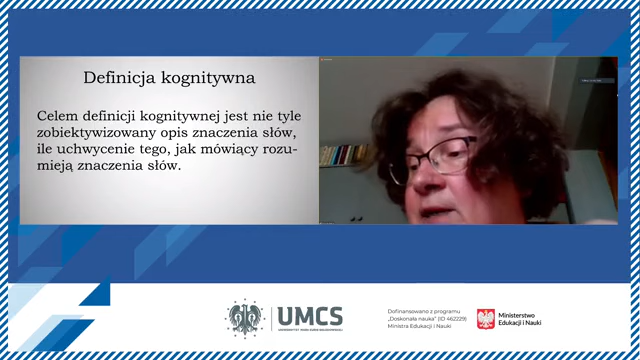 Definicja kognitywna
Celem definicji kognitywnej jest nie tyle
zobiektywizowany opis znaczenia słów,
ile uchwycenie tego, jak mówiący rozu-
mieją znaczenia słów.
UMCS
Dofinansowano z programu
„Doskonała nauka" (ID 462229)
Ministra Edukacji i Nauki
Ministerstwo
Edukacji i Nauki